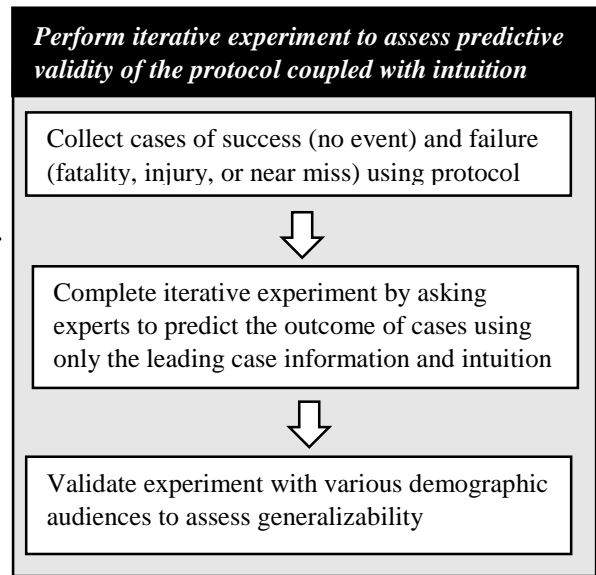 Perform iterative experiment to assess predictive
validity of the protocol coupled with intuition
Collect cases of success (no event) and failure
(fatality, injury, or near miss) using protocol
Complete iterative experiment by asking
experts to predict the outcome of cases using
only the leading case information and intuition
Validate experiment with various demographic
audiences to assess generalizability